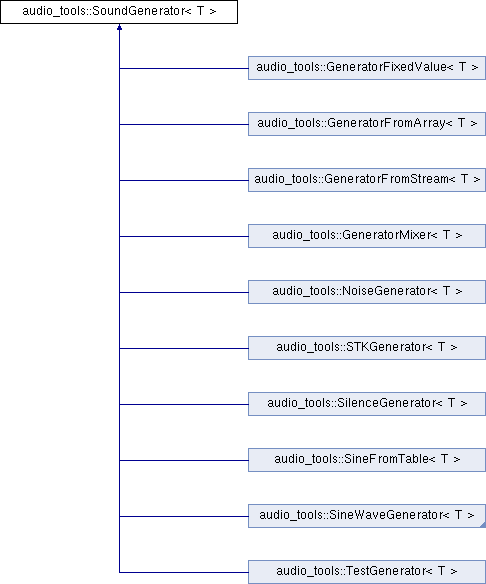 audio_tools::SoundGenerator< T >
audio_tools::GeneratorFixedValue< T >
audio_tools::GeneratorFromArray< T >
audio_tools::GeneratorFromStream< T >
audio_tools::GeneratorMixer< T >
audio_tools::NoiseGenerator< T >
audio_tools::STKGenerator< T >
audio_tools::SilenceGenerator< T >
audio_tools::SineFromTable< T >
audio_tools::SineWaveGenerator< T >
audio_tools::TestGenerator< T >